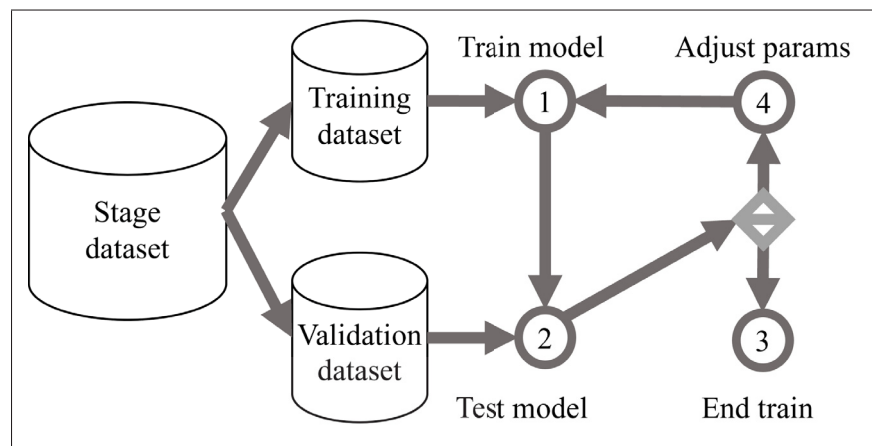 Stage
dataset
Training
dataset
Validation
dataset
Train model
1
Adjust params
4
2
Test model
3
End train